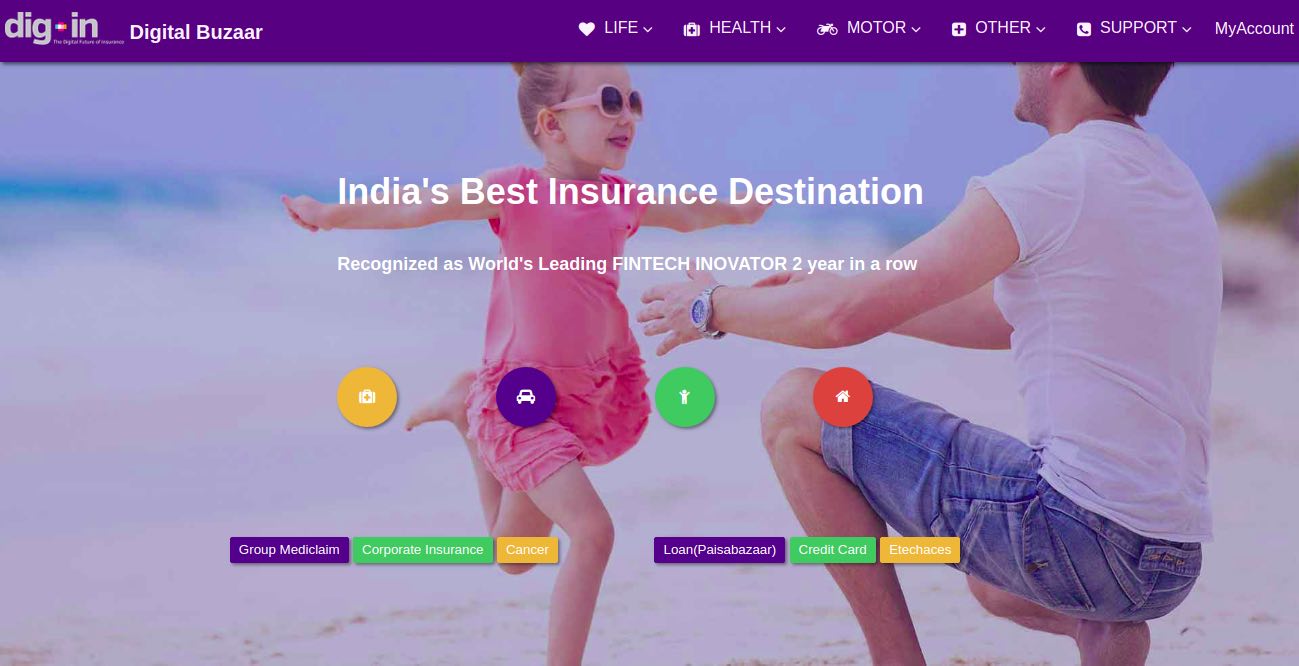 dig-in
The Digital Future of Insurance
Digital Buzaar
LIFE
HEALTH
MOTOR
OTHER
SUPPORT
MyAccount
India's Best Insurance Destination
Recognized as World's Leading FINTECH INOVATOR 2 year in a row
Group Mediclaim
Corporate Insurance
Cancer
Loan(Paisabazaar)
Credit Card
Etechaces